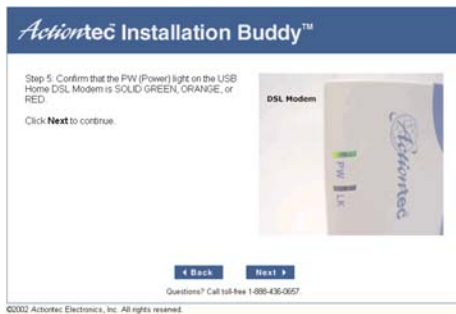 Actiontec Installation Buddy™
Step 5: Confirm that the PW (Power) light on the USB
Home DSL Modem is SOLID GREEN, ORANGE, or
RED.
Click Next to continue.
DSL Modem
PW
LK
Actiontec
Back
Next
Questions? Call toll-free 1-888-436-0657.
©2002 Actiontec Electronics, Inc. All rights reserved.